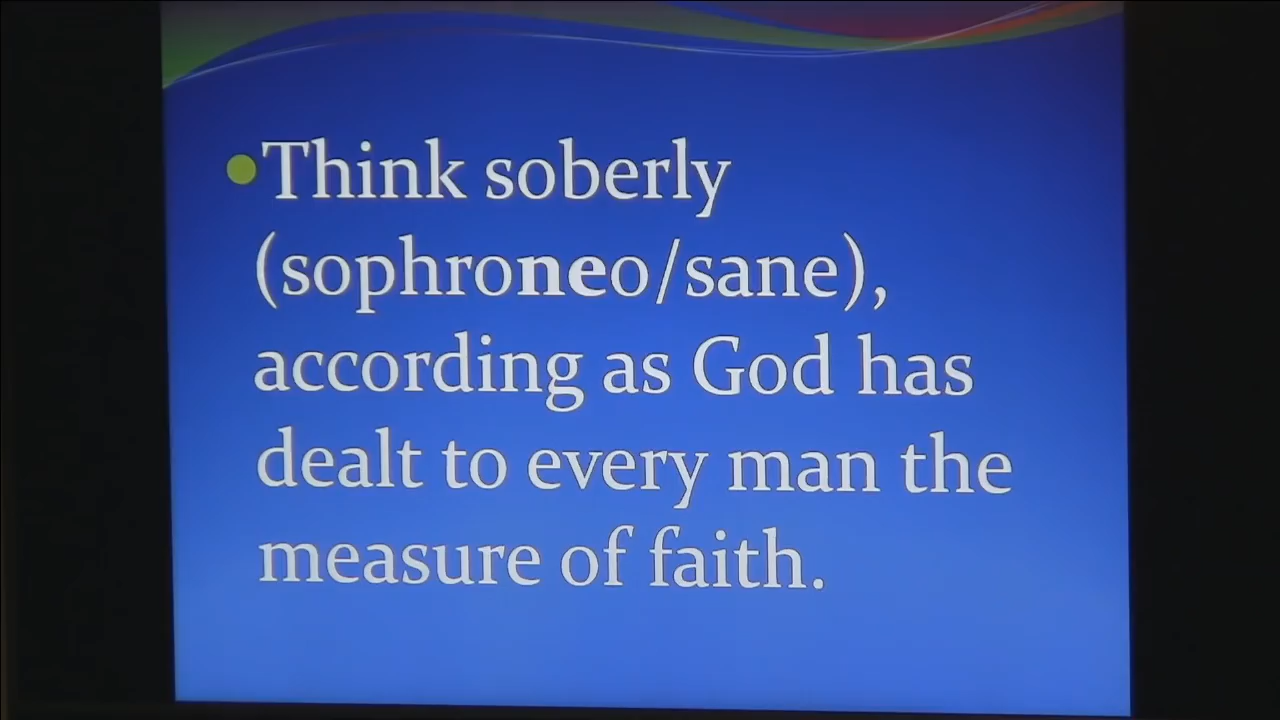 •Think soberly
(sophroneo/sane),
according as God has
dealt to every man the
measure of faith.